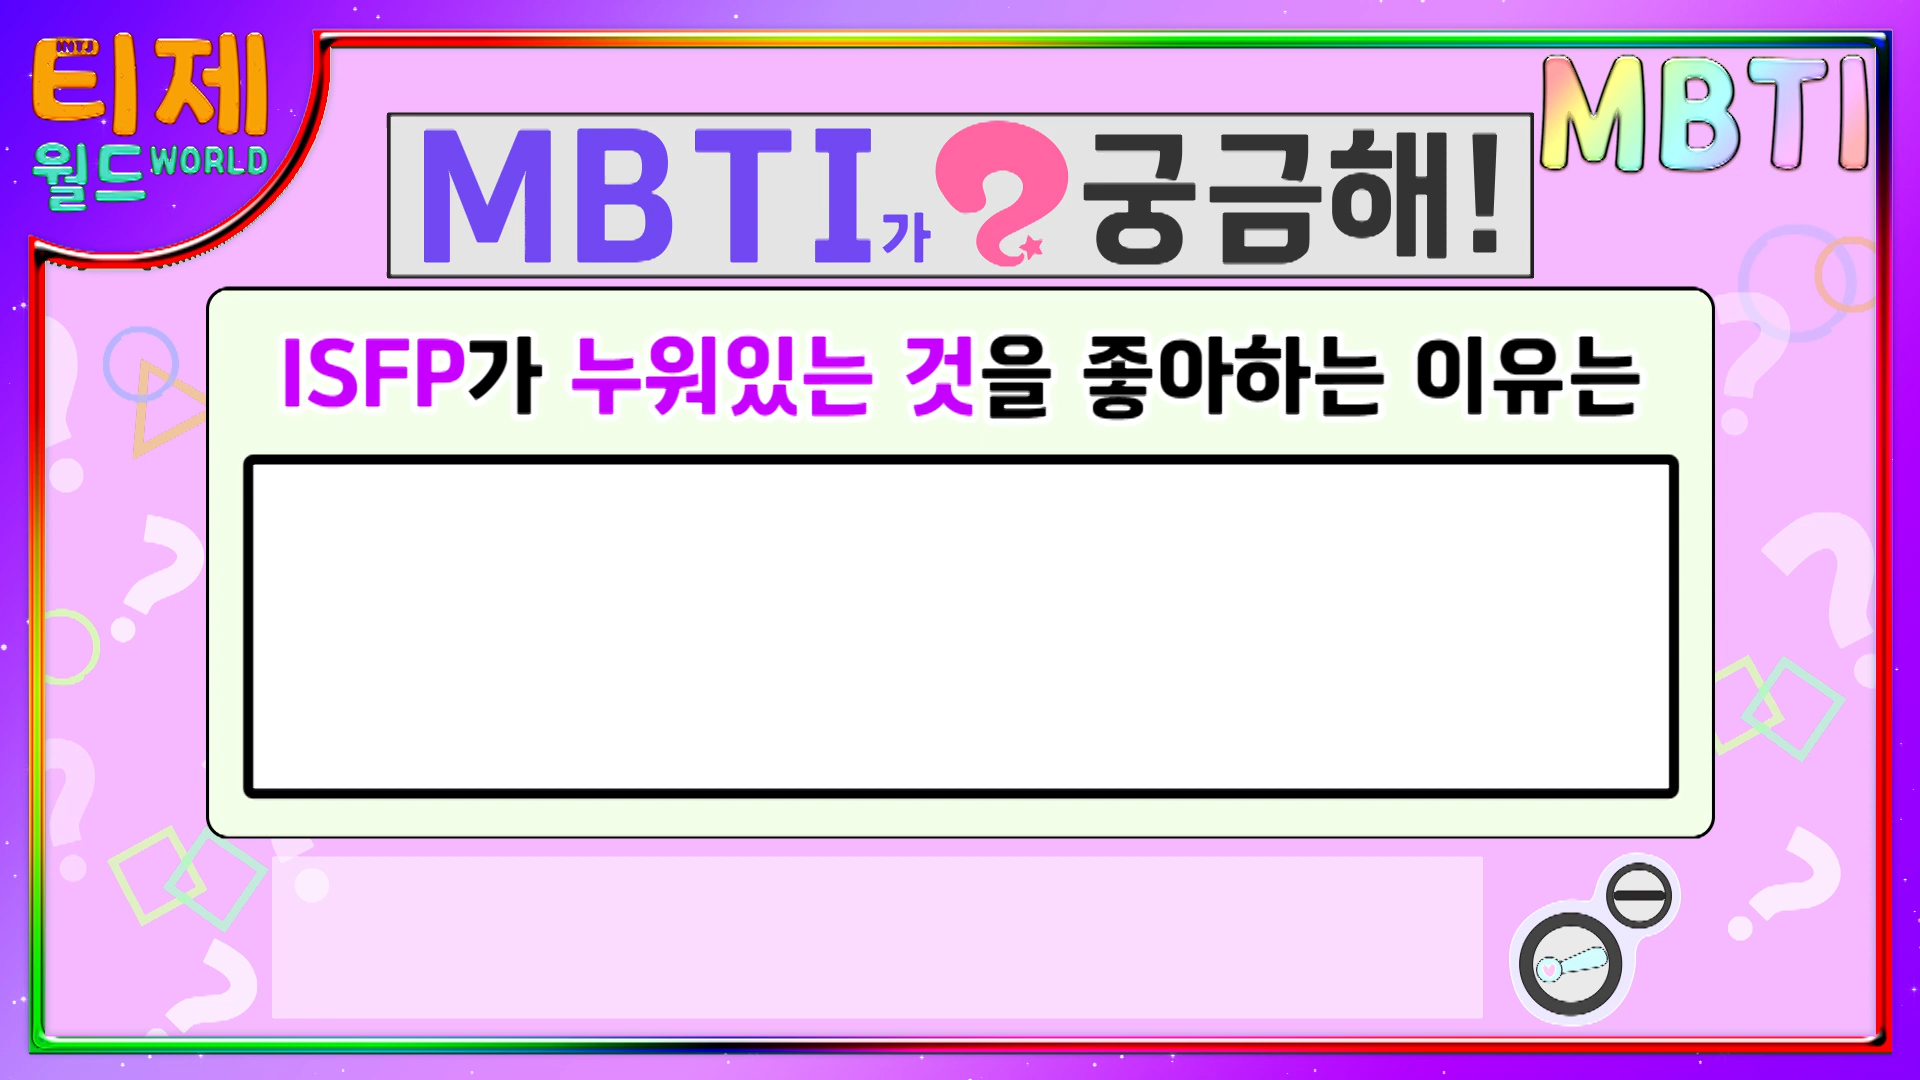 INTJ
티제
월드 WORLD
MBTI
MBTI가 궁금해!
ISFP가 누워있는 것을 좋아하는 이유는